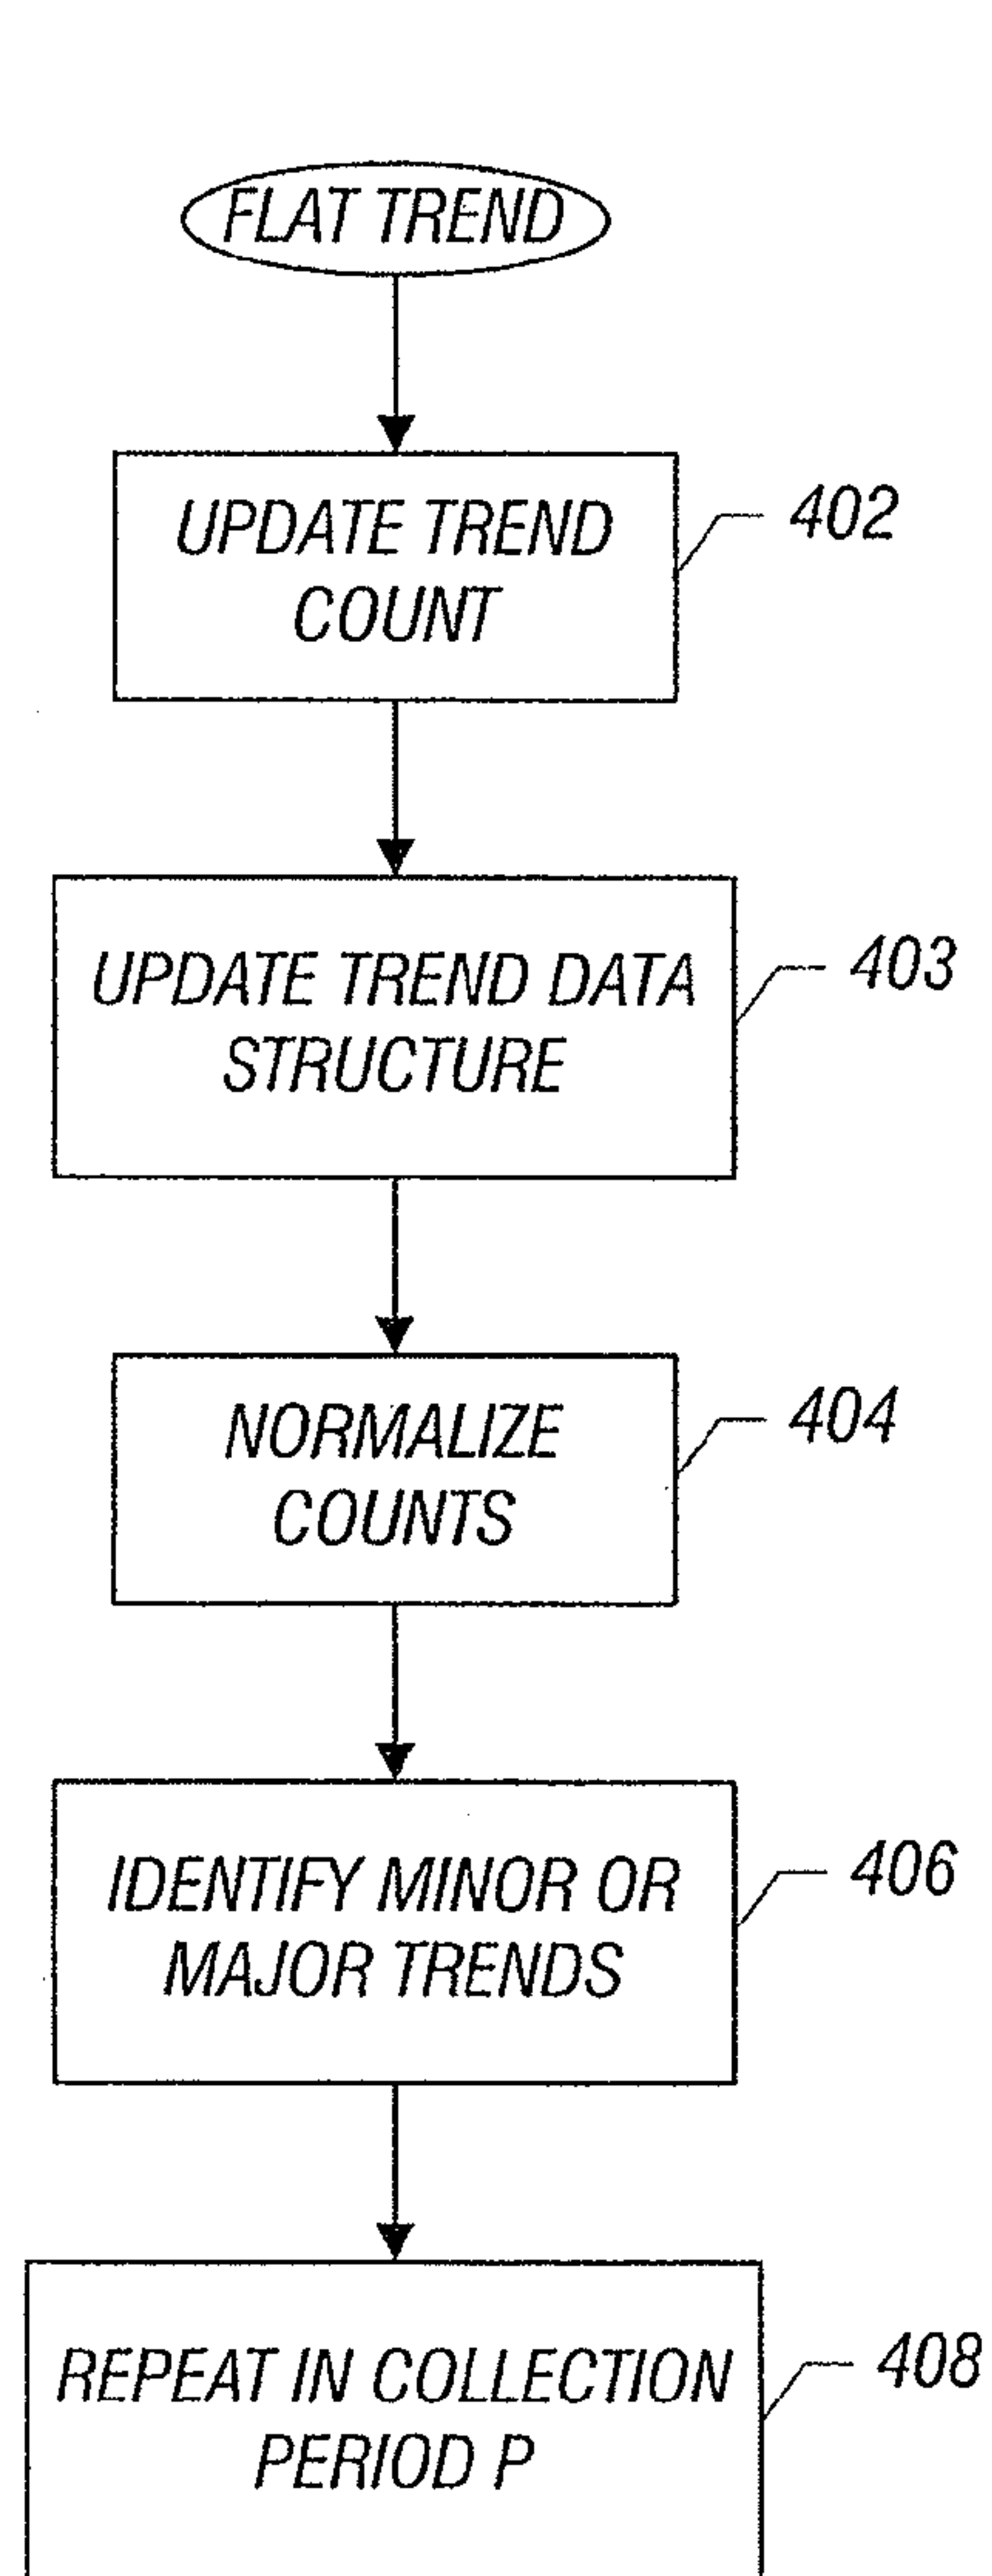 FLAT TREND
UPDATE TREND
COUNT
402
UPDATE TREND DATA
STRUCTURE
403
NORMALIZE
COUNTS
404
IDENTIFY MINOR OR
MAJOR TRENDS
406
REPEAT IN COLLECTION
PERIOD P
408